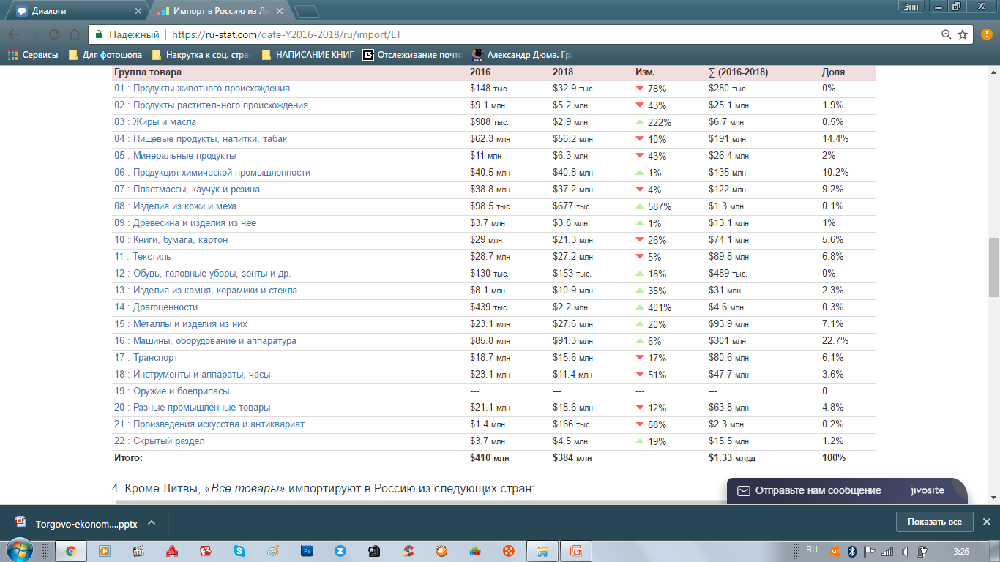 Диалоги
Импорт в Россию из Ли
Энн
Надежный https://ru-stat.com/date-Y2016-2018/ru/import/LT
Сервисы Для фотошопа Накрутка к соц. стра НАПИСАНИЕ КНИГ Отслеживание почто Александр Дюма. Гра
Группа товара 2016 2018 Изм. ∑ (2016-2018) Доля
01 : Продукты животного происхождения $148 тыс. $32.9 тыс. 78% $280 тыс. 0%
02 : Продукты растительного происхождения $9.1 млн $5.2 млн 43% $25.1 млн 1.9%
03 : Жиры и масла $908 тыс. $2.9 млн 222% $6.7 млн 0.5%
04 : Пищевые продукты, напитки, табак $62.3 млн $56.2 млн 10% $191 млн 14.4%
05 : Минеральные продукты $11 млн $6.3 млн 43% $26.4 млн 2%
06 : Продукция химической промышленности $40.5 млн $40.8 млн 1% $135 млн 10.2%
07 : Пластмассы, каучук и резина $38.8 млн $37.2 млн 4% $122 млн 9.2%
08 : Изделия из кожи и меха $98.5 тыс. $677 тыс. 587% $1.3 млн 0.1%
09 : Древесина и изделия из нее $3.7 млн $3.8 млн 1% $13.1 млн 1%
10 : Книги, бумага, картон $29 млн $21.3 млн 26% $74.1 млн 5.6%
11 : Текстиль $28.7 млн $27.2 млн 5% $89.8 млн 6.8%
12 : Обувь, головные уборы, зонты и др. $130 тыс. $153 тыс. 18% $489 тыс. 0%
13 : Изделия из камня, керамики и стекла $8.1 млн $10.9 млн 35% $31 млн 2.3%
14 : Драгоценности $439 тыс. $2.2 млн 401% $4.6 млн 0.3%
15 : Металлы и изделия из них $23.1 млн $27.6 млн 20% $93.9 млн 7.1%
16 : Машины, оборудование и аппаратура $85.8 млн $91.3 млн 6% $301 млн 22.7%
17 : Транспорт $18.7 млн $15.6 млн 17% $80.6 млн 6.1%
18 : Инструменты и аппараты, часы $23.1 млн $11.4 млн 51% $47.7 млн 3.6%
19 : Оружие и боеприпасы --- --- --- --- 0
20 : Разные промышленные товары $21.1 млн $18.6 млн 12% $63.8 млн 4.8%
21 : Произведения искусства и антиквариат $1.4 млн $166 тыс. 88% $2.3 млн 0.2%
22 : Скрытый раздел $3.7 млн $4.5 млн 19% $15.5 млн 1.2%
Итого: $410 млн $384 млн $1.33 млрд 100%
4. Кроме Литвы, «Все товары» импортируют в Россию из следующих стран:
Отправьте нам сообщение jivosite
Torgovo-ekonom....pptx Показать все
RU 3:26